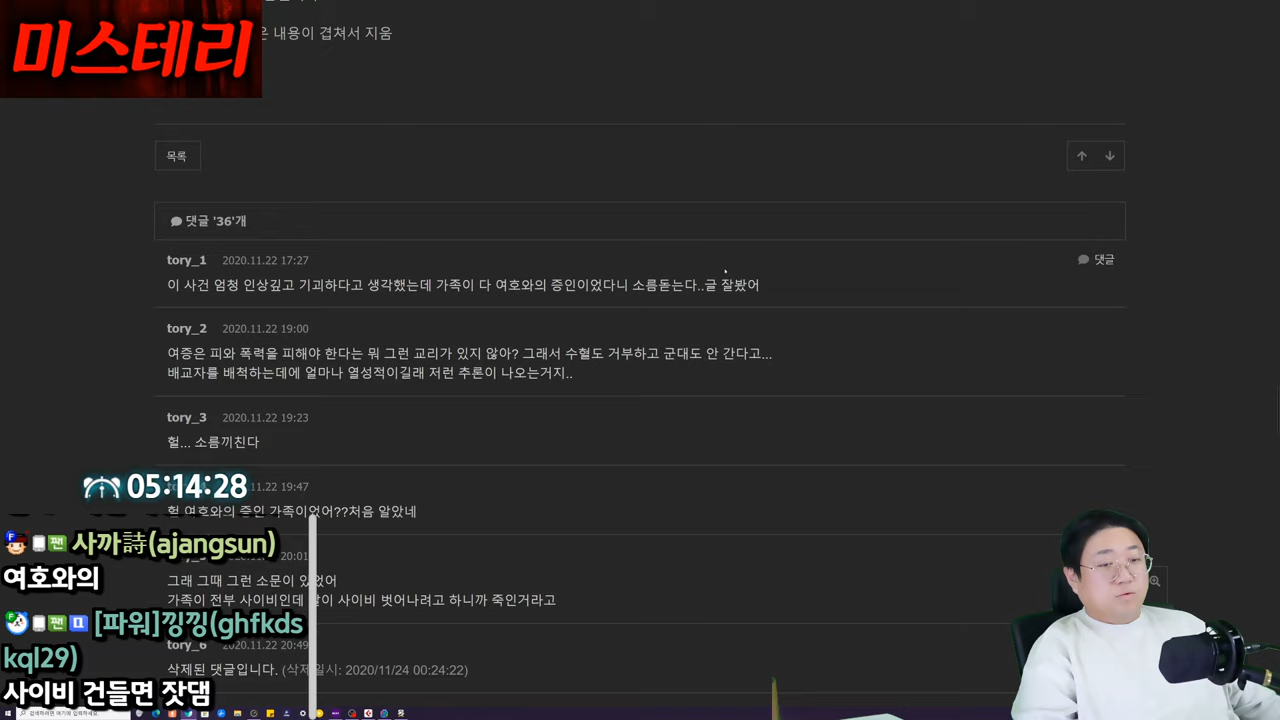 미스테리
내용이 겹쳐서 지움
목록
댓글 '36'개
tory_1 2020.11.22 17:27
댓글
이 사건 엄청 인상깊고 기괴하다고 생각했는데 가족이 다 여호와의 증인이었다니 소름돋는다..글 잘봤어
tory_2 2020.11.22 19:00
여증은 피와 폭력을 피해야 한다는 뭐 그런 교리가 있지 않아? 그래서 수혈도 거부하고 군대도 안 간다고...
배교자를 배척하는데에 얼마나 열성적이길래 저런 추론이 나오는거지..
tory_3 2020.11.22 19:23
헐... 소름끼친다
05:14:28
.11.22 19:47
헐 여호와의 증인 가족이었어??처음 알았네
사까詩(ajangsun)
여호와의
20:01
그래 그때 그런 소문이 있었어
가족이 전부 사이비인데 딸이 사이비 벗어나려고 하니까 죽인거라고
[파워]낑낑(ghfkds
kql29)
사이비 건들면 잣댐
tory_6 2020.11.22 20:49
삭제된 댓글입니다. (삭제일시: 2020/11/24 00:24:22)